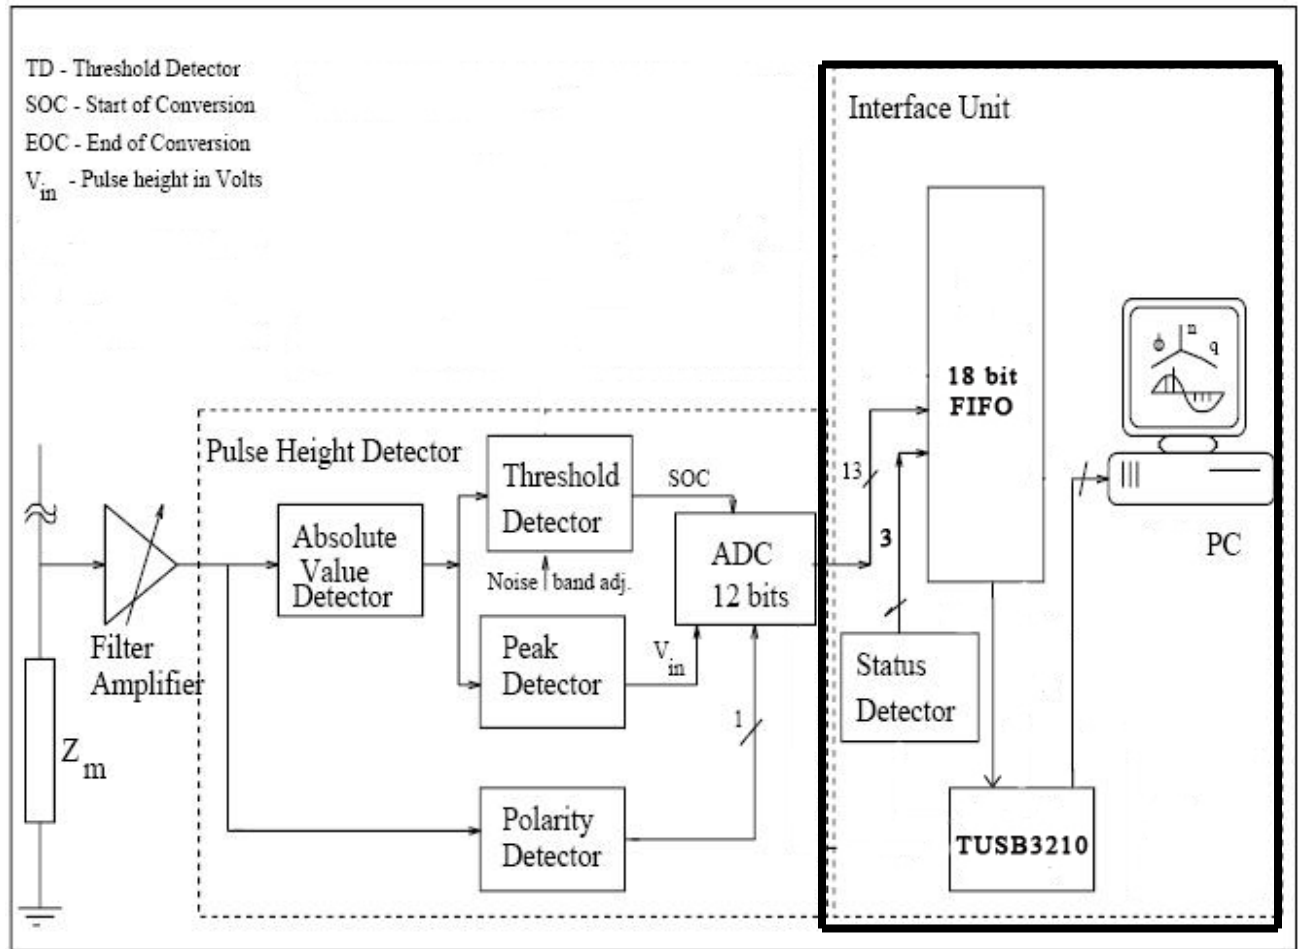 TD - Threshold Detector
SOC - Start of Conversion
EOC - End of Conversion
V in - Pulse height in Volts
Interface Unit
n
Φ
q
18 bit
FIFO
Pulse Height Detector
Threshold
Detector
SOC
13
Absolute
Value
Detector
ADC
12 bits
3
PC
Noise band adj.
Filter
Amplifier
Peak
Detector
V in
Status
Detector
1
Z m
Polarity
Detector
TUSB3210